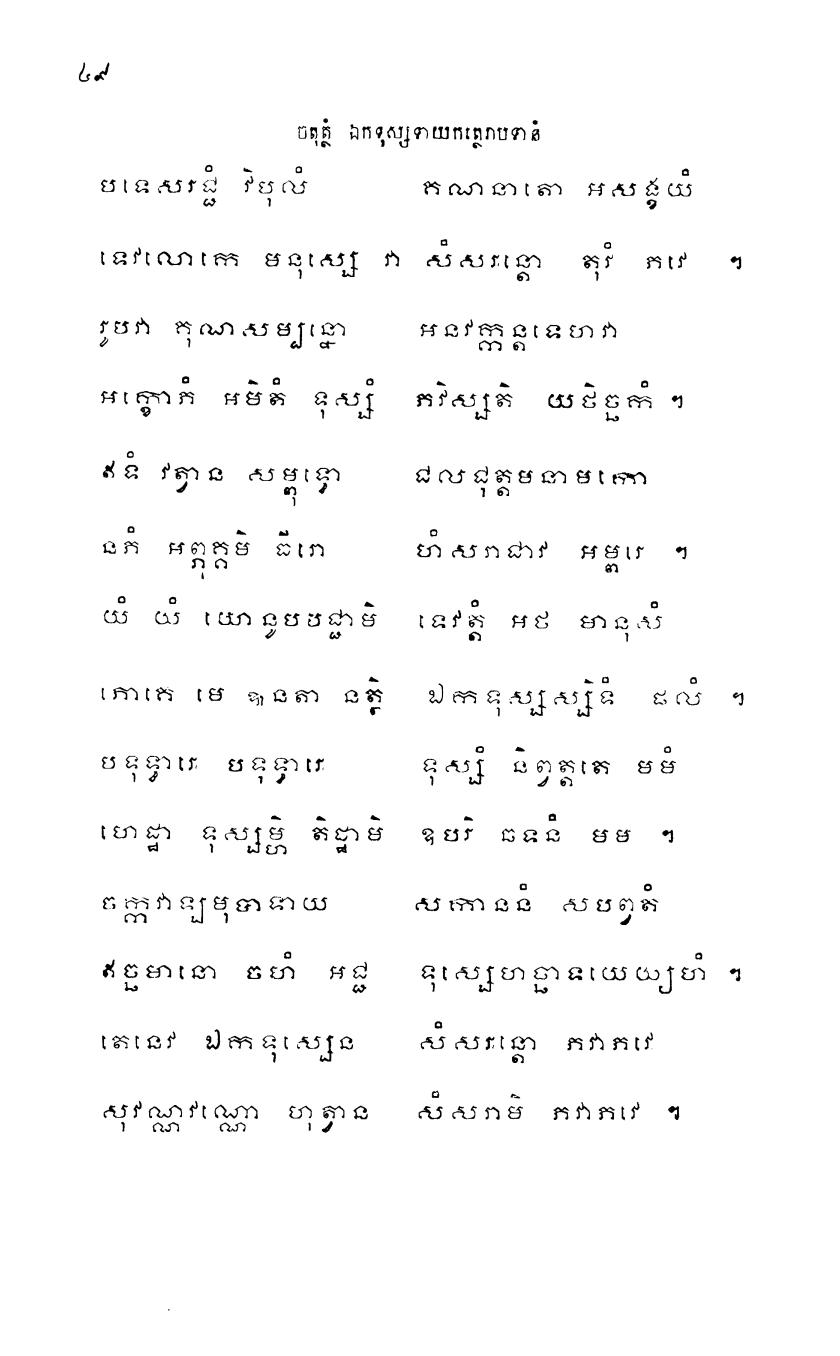 ៤៩
ចតុត្ថំ ឯកទុស្សទាយកត្ថេរាបទានំ
បទេសរជ្ជំ វិបុលំ គណនាតោ អសង្ខយំ
ទេវលោកេ មនុស្សេ វា សំសរន្តោ តុវំ ភវេ ។
រូបវា គុណសម្បន្នោ អនវក្កន្តទេហវា
អក្ខោភំ អមិតំ ទុស្សំ ភវិស្សតិ យថិច្ឆកំ ។
ឥទំ វត្វាន សម្ពុទ្ធោ ជលជុត្តមនាមកោ
នភំ អព្ភុគ្គមិ ធីរោ ហំសរាជាវ អម្ពរេ ។
យំ យំ យោនូបបជ្ជាមិ ទេវត្តំ អថ មានុសំ
ភោគេ មេ ឩនតា នត្ថិ ឯកទុស្សស្សិទំ ផលំ ។
បទុទ្ធារេ បទុទ្ធារេ ទុស្សំ និព្វត្តតេ មមំ
ហេដ្ឋា ទុស្សម្ហិ តិដ្ឋាមិ ឧបរិ ឆទនំ មម ។
ចក្កវាឡមុបាទាយ សកោននំ សបព្វតំ
ឥច្ឆមានោ ចហំ អជ្ជ ទុស្សេហច្ឆាទយេយ្យហំ ។
តេនេវ ឯកទុស្សេន សំសរន្តោ ភវាភវេ
សុវណ្ណវណ្ណោ ហុត្វាន សំសរាមិ ភវាភវេ ។